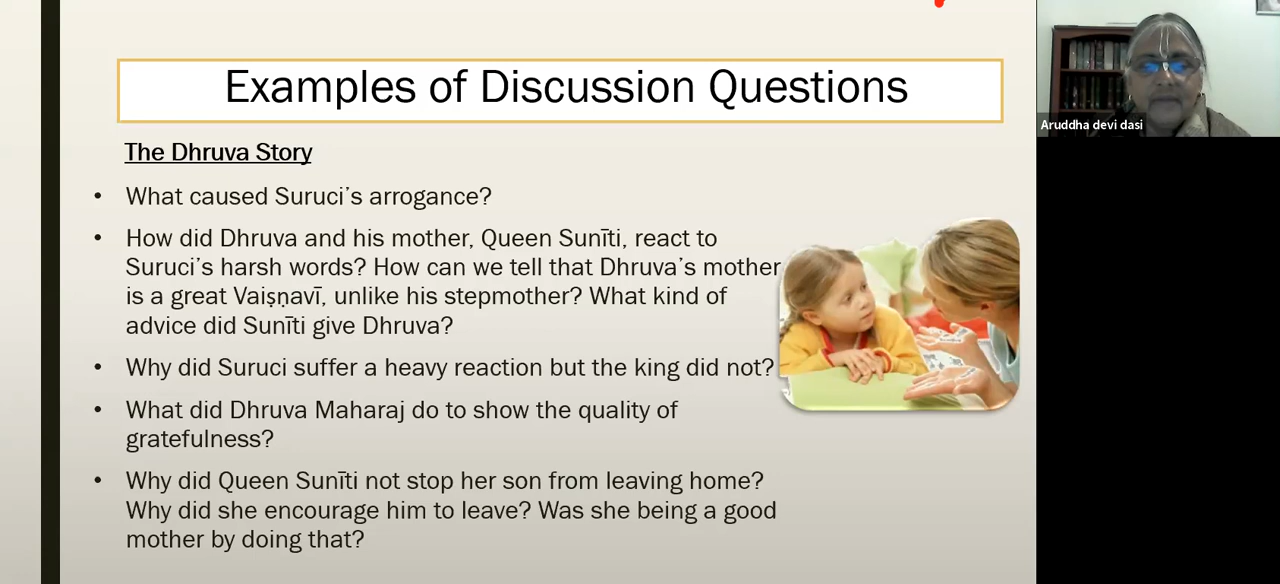 Examples of Discussion Questions
Aruddha devi dasi
The Dhruva Story
• What caused Suruci’s arrogance?
• How did Dhruva and his mother, Queen Sunīti, react to
Suruci’s harsh words? How can we tell that Dhruva’s mother
is a great Vaiṣṇavī, unlike his stepmother? What kind of
advice did Sunīti give Dhruva?
• Why did Suruci suffer a heavy reaction but the king did not?
• What did Dhruva Maharaj do to show the quality of
gratefulness?
• Why did Queen Sunīti not stop her son from leaving home?
Why did she encourage him to leave? Was she being a good
mother by doing that?